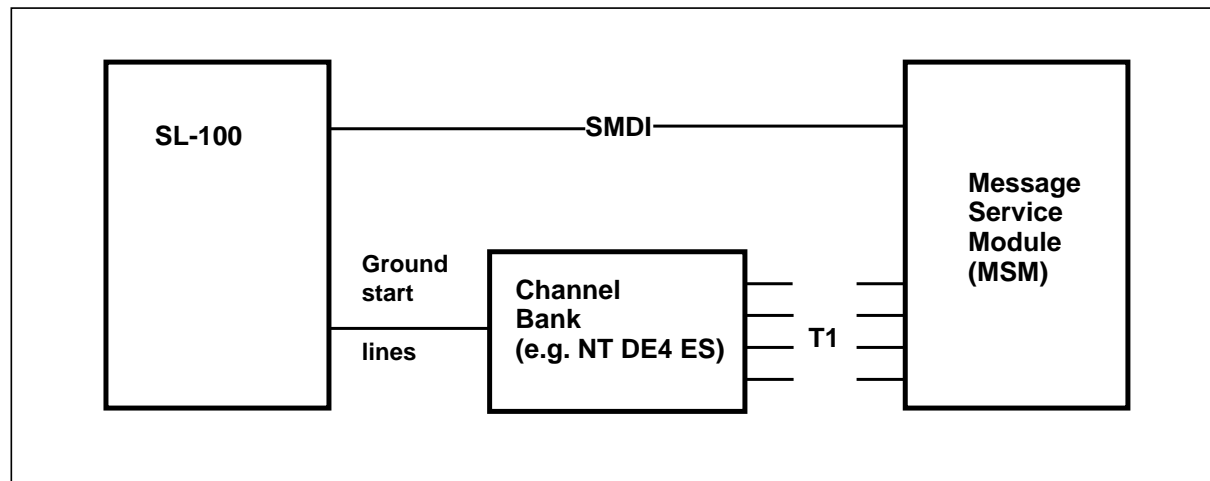 SL-100
SMDI
Message
Service
Module
(MSM)
Ground
start
lines
Channel
Bank
(e.g. NT DE4 ES)
T1